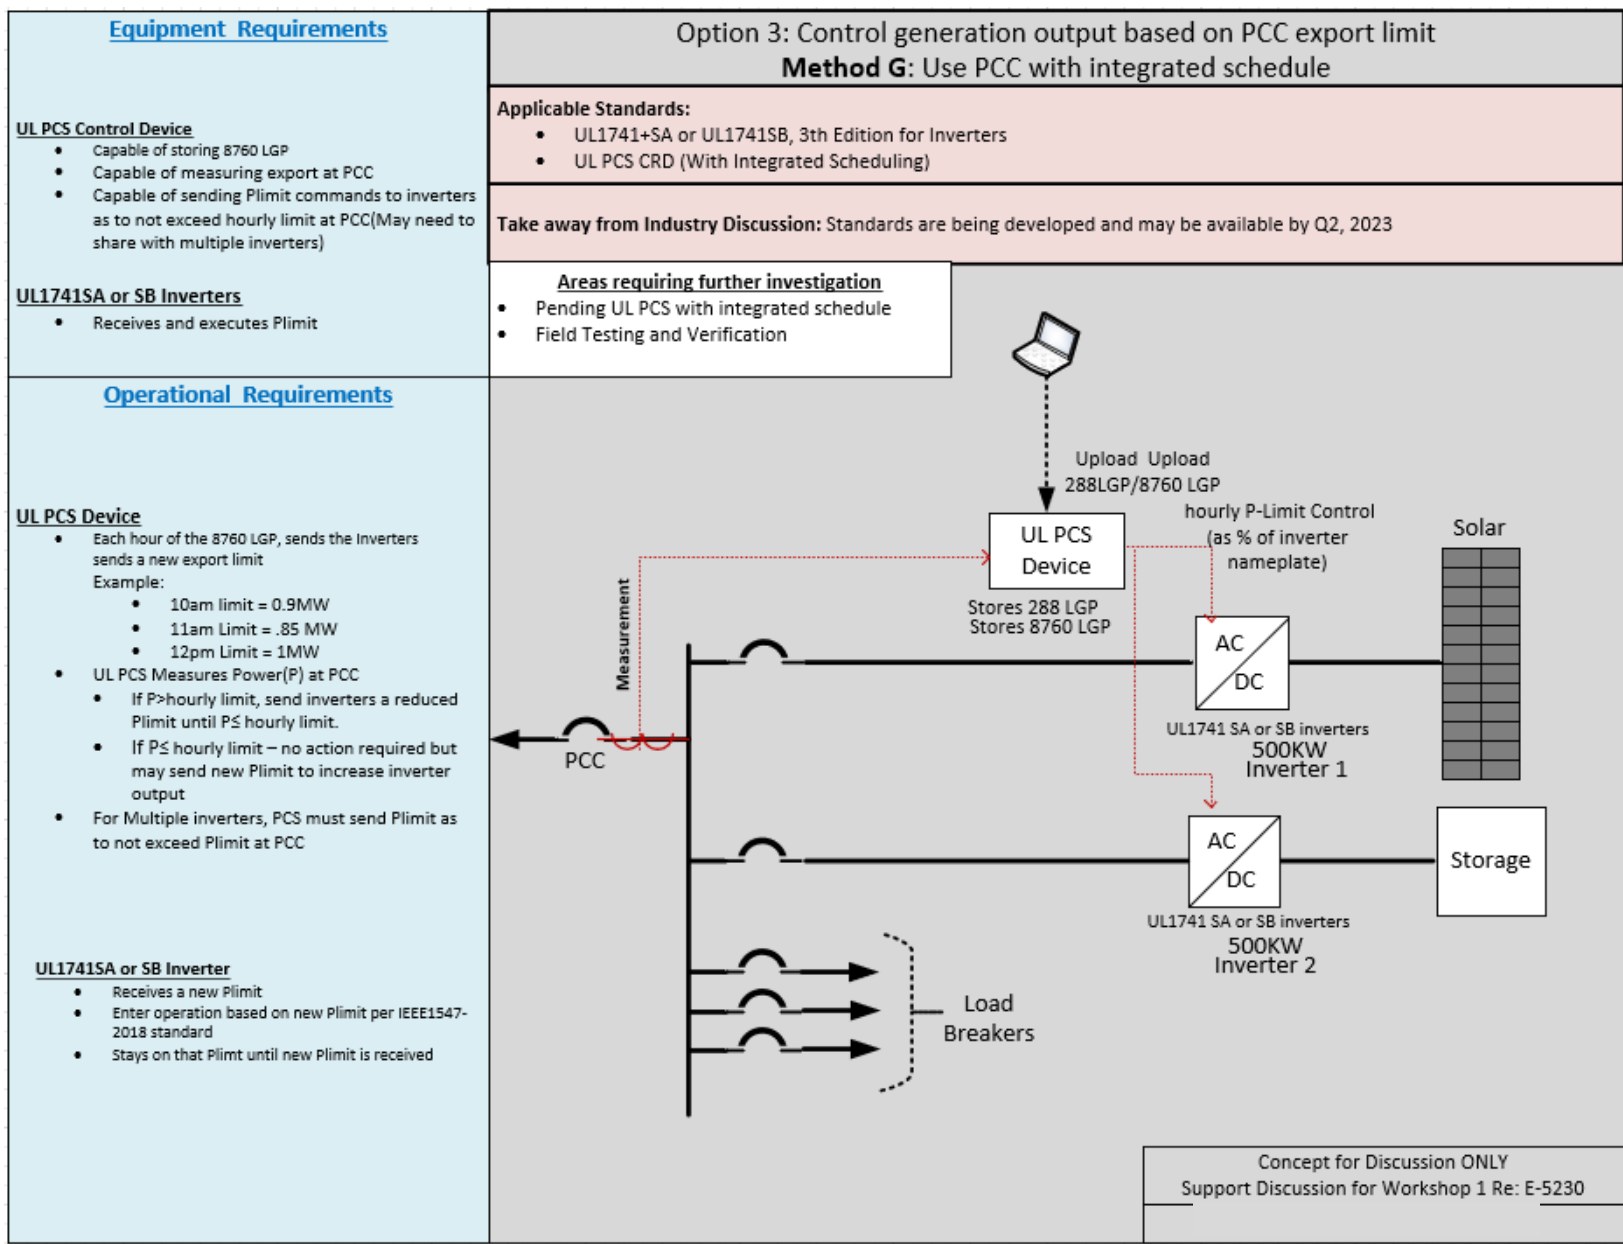 Equipment Requirements
UL PCS Control Device
• Capable of storing 8760 LGP
• Capable of measuring export at PCC
• Capable of sending Plimit commands to inverters
as to not exceed hourly limit at PCC(May need to
share with multiple inverters)
UL1741SA or SB Inverters
• Receives and executes Plimit
Operational Requirements
UL PCS Device
• Each hour of the 8760 LGP, sends the Inverters
sends a new export limit
Example:
• 10am limit = 0.9MW
• 11am Limit = .85 MW
• 12pm Limit = 1MW
• UL PCS Measures Power(P) at PCC
• If P>hourly limit, send inverters a reduced
Plimit until P≤ hourly limit.
• If P≤ hourly limit – no action required but
may send new Plimit to increase inverter
output
• For Multiple inverters, PCS must send Plimit as
to not exceed Plimit at PCC
UL1741SA or SB Inverter
• Receives a new Plimit
• Enter operation based on new Plimit per IEEE1547-
2018 standard
• Stays on that Plimt until new Plimit is received
Option 3: Control generation output based on PCC export limit
Method G: Use PCC with integrated schedule
Applicable Standards:
• UL1741+SA or UL1741SB, 3th Edition for Inverters
• UL PCS CRD (With Integrated Scheduling)
Take away from Industry Discussion: Standards are being developed and may be available by Q2, 2023
Areas requiring further investigation
• Pending UL PCS with integrated schedule
• Field Testing and Verification
Upload Upload
288LGP/8760 LGP
hourly P-Limit Control
(as % of inverter
nameplate)
UL PCS
Device
Stores 288 LGP
Stores 8760 LGP
Solar
Measurement
AC
DC
UL1741 SA or SB inverters
500KW
Inverter 1
PCC
AC
DC
Storage
UL1741 SA or SB inverters
500KW
Inverter 2
Load
Breakers
Concept for Discussion ONLY
Support Discussion for Workshop 1 Re: E-5230